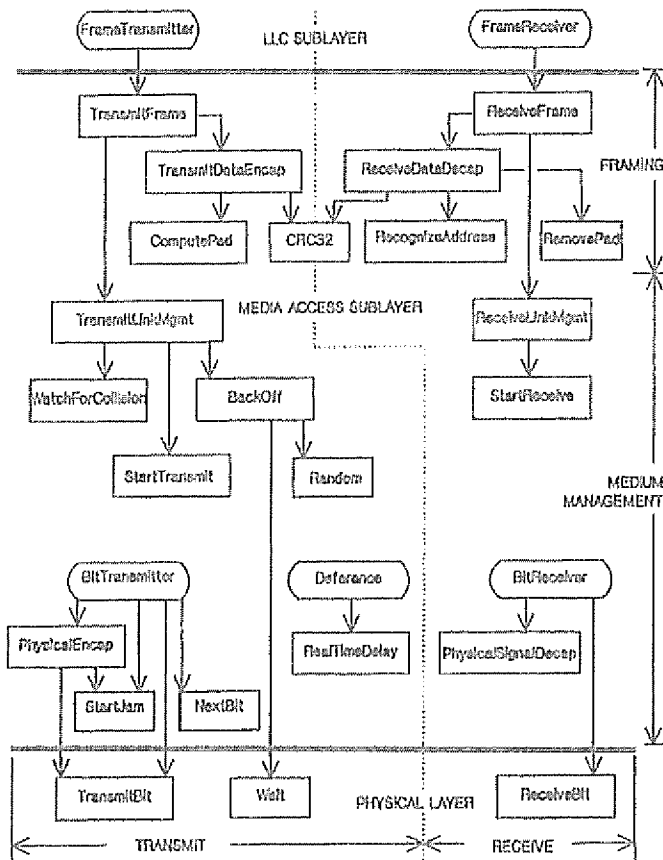 FrameTransmitter
LLC SUBLAYER
FrameReceiver
TransmitFrame
ReceiveFrame
TransmitDataEncap
ReceiveDataDecap
FRAMING
ComputePad
CRC32
RecognizeAddress
RemovePad
TransmitLinkMgmt
MEDIA ACCESS SUBLAYER
ReceiveLinkMgmt
WatchForCollision
BackOff
StartReceive
StartTransmit
Random
MEDIUM
MANAGEMENT
BitTransmitter
Deference
BitReceiver
PhysicalEncap
RealTimeDelay
PhysicalSignalDecap
StartJam
NextBit
TransmitBit
Wait
PHYSICAL LAYER
ReceiveBit
TRANSMIT
RECEIVE